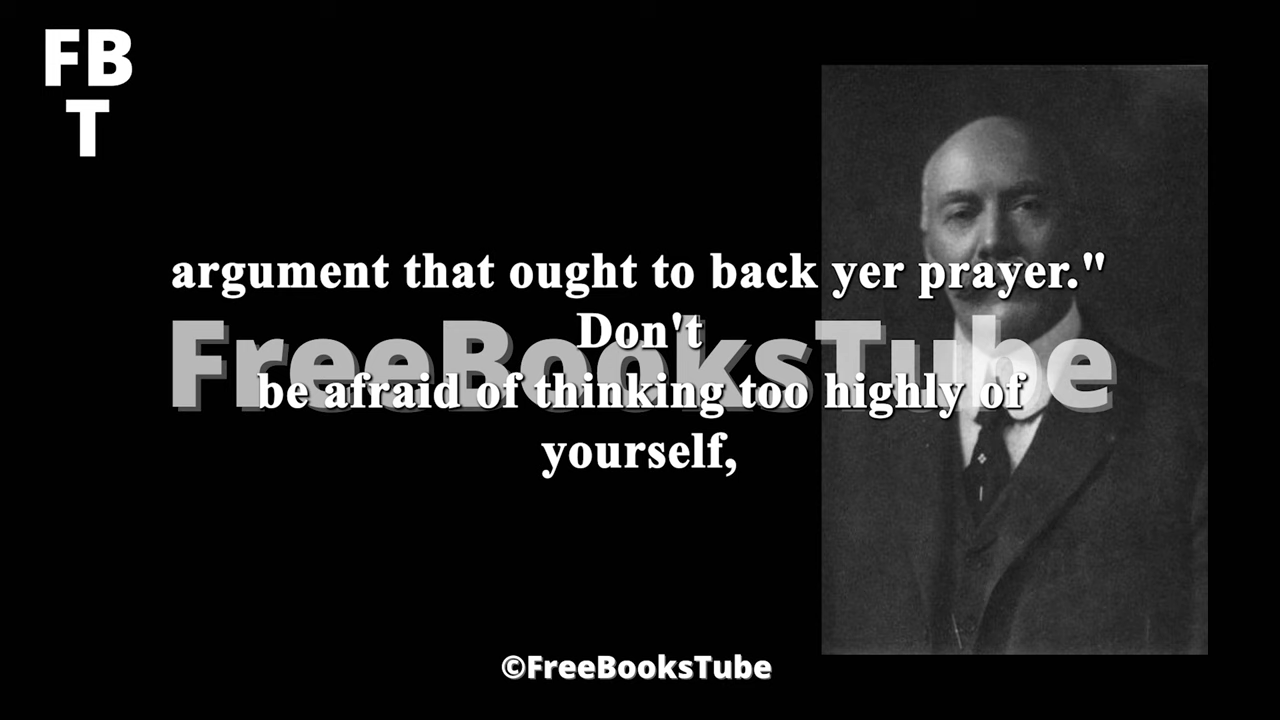 FB
T
argument that ought to back yer prayer."
Don't
FreeBooksTube
be afraid of thinking too highly of
yourself,
©FreeBooksTube